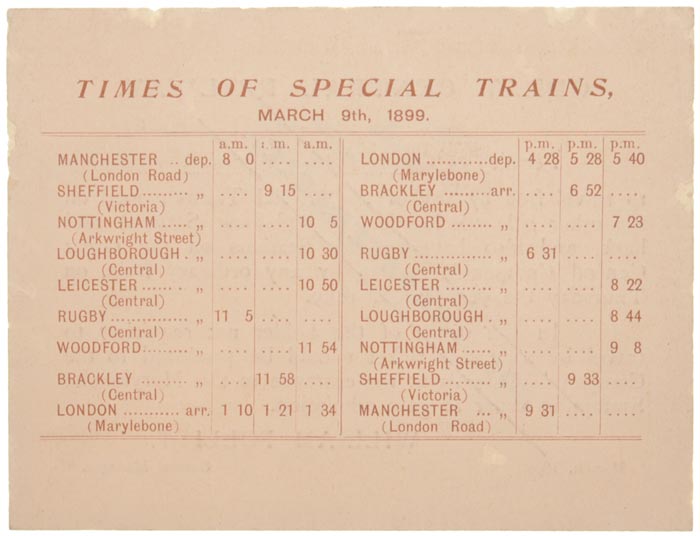 TIMES OF SPECIAL TRAINS,
MARCH 9th, 1899.
a.m. : m. a.m.
MANCHESTER .. dep. 8 0 .... ....
(London Road)
SHEFFIELD......... „ .... 9 15 ....
(Victoria)
NOTTINGHAM ..... „ .... .... 10 5
(Arkwright Street)
LOUGHBOROUGH . „ .... .... 10 30
(Central)
LEICESTER ...... . „ .... .... 10 50
(Central)
RUGBY .............. „ 11 5 .... ....
(Central)
WOODFORD......... „ .... .... 11 54
BRACKLEY ......... „ .... 11 58 ....
(Central)
LONDON ........... arr. 1 10 1 21 1 34
(Marylebone)
p.m. p.m. p.m.
LONDON ............dep. 4 28 5 28 5 40
(Marylebone)
BRACKLEY .........arr. .... 6 52 ....
(Central)
WOODFORD ........ „ .... .... 7 23
RUGBY ............... „ 6 31 .... ....
(Central)
LEICESTER .......... „ .... .... 8 22
(Central)
LOUGHBOROUGH . „ .... .... 8 44
(Central)
NOTTINGHAM ...... „ .... .... 9 8
(Arkwright Street)
SHEFFIELD......... „ .... 9 33 ....
(Victoria)
MANCHESTER ... „ 9 31 .... ....
(London Road)